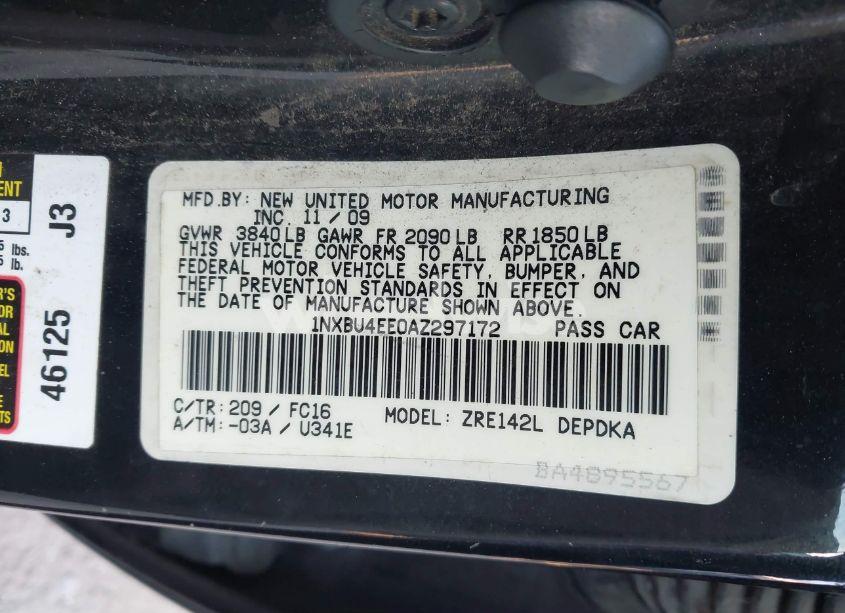 MFD.BY: NEW UNITED MOTOR MANUFACTURING
INC. 11 / 09
GVWR 3840 LB GAWR FR 2090 LB RR 1850 LB
THIS VEHICLE CONFORMS TO ALL APPLICABLE
FEDERAL MOTOR VEHICLE SAFETY, BUMPER, AND
THEFT PREVENTION STANDARDS IN EFFECT ON
THE DATE OF MANUFACTURE SHOWN ABOVE.
1NXBU4EE0AZ297172 PASS CAR
C/TR: 209 / FC16 MODEL: ZRE142L DEPDKA
A/TM: -03A / U341E
BA4895567
46125 J3
3
lbs.
lb.